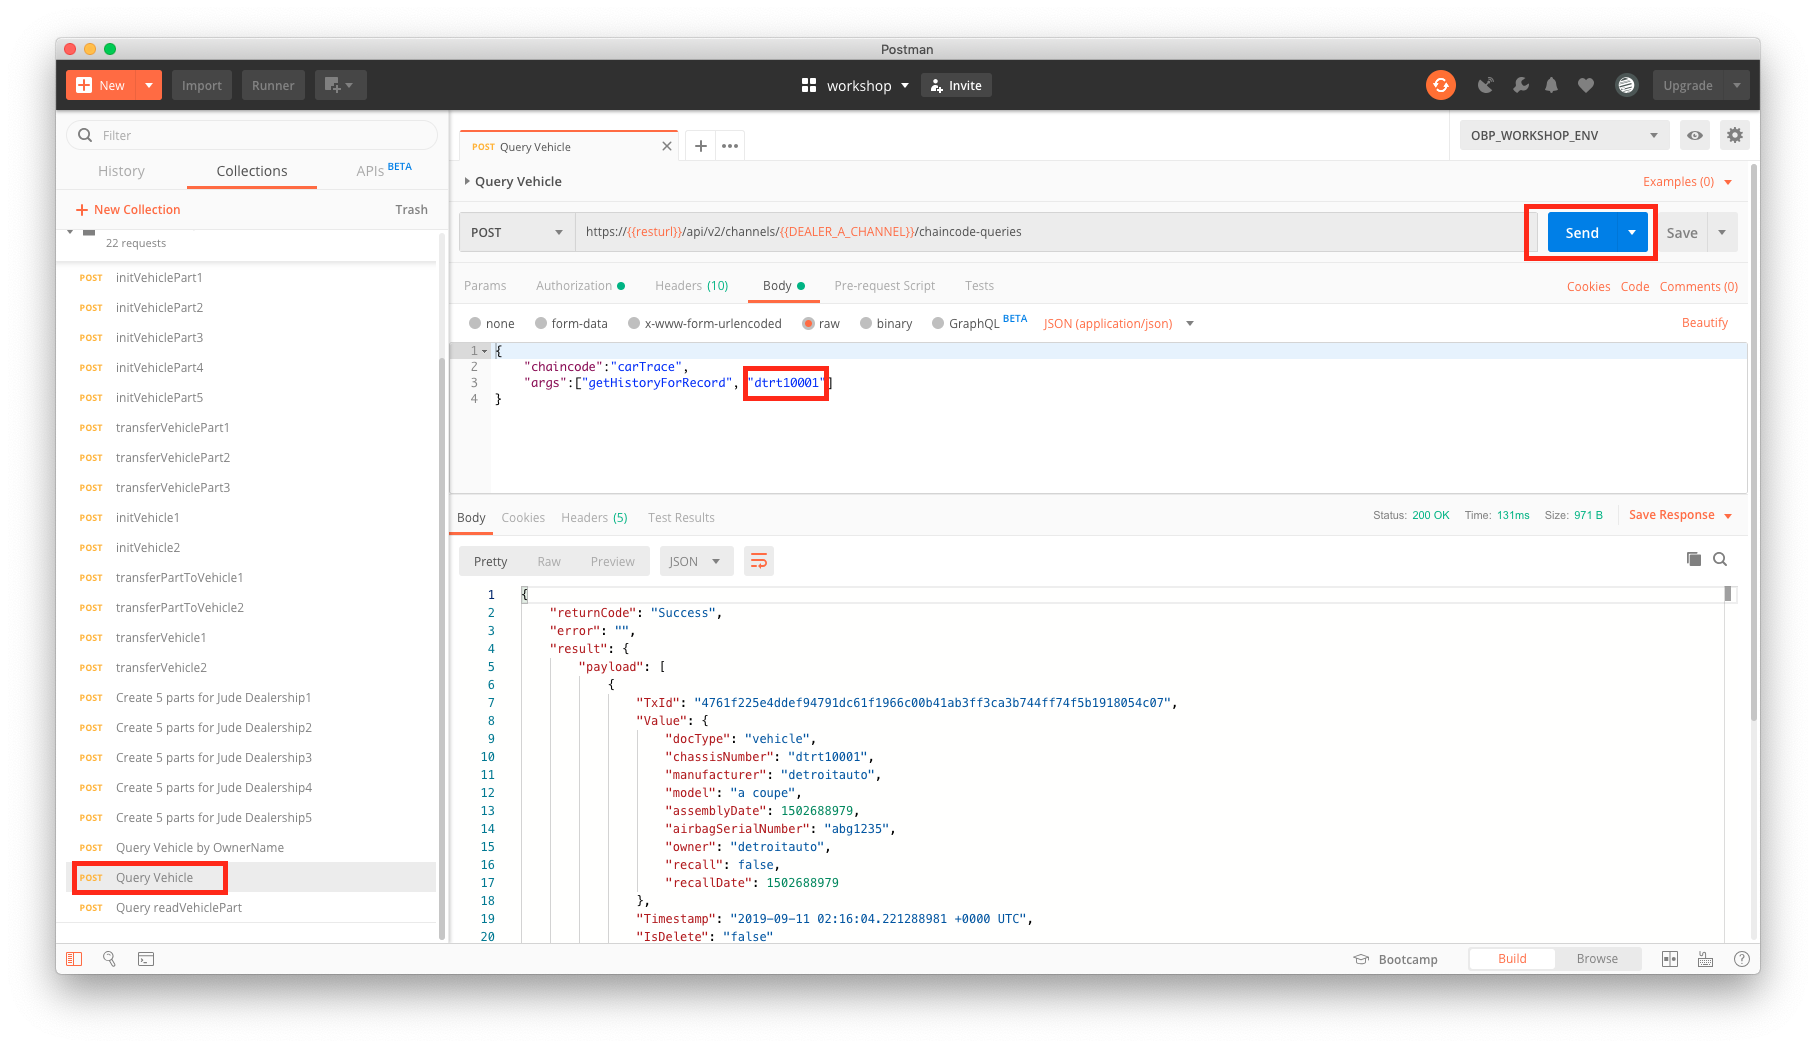 Postman
New
Import
Runner
workshop
Invite
Upgrade
Filter
History
Collections
APIs BETA
New Collection
Trash
22 requests
POST initVehiclePart1
POST initVehiclePart2
POST initVehiclePart3
POST initVehiclePart4
POST initVehiclePart5
POST transferVehiclePart1
POST transferVehiclePart2
POST transferVehiclePart3
POST initVehicle1
POST initVehicle2
POST transferPartToVehicle1
POST transferPartToVehicle2
POST transferVehicle1
POST transferVehicle2
POST Create 5 parts for Jude Dealership1
POST Create 5 parts for Jude Dealership2
POST Create 5 parts for Jude Dealership3
POST Create 5 parts for Jude Dealership4
POST Create 5 parts for Jude Dealership5
POST Query Vehicle by OwnerName
POST Query Vehicle
POST Query readVehiclePart
POST Query Vehicle
OBP_WORKSHOP_ENV
Query Vehicle
Examples (0)
POST
https://{{resturl}}/api/v2/channels/{{DEALER_A_CHANNEL}}/chaincode-queries
Send
Save
Params
Authorization
Headers (10)
Body
Pre-request Script
Tests
Cookies
Code
Comments (0)
none
form-data
x-www-form-urlencoded
raw
binary
GraphQL BETA
JSON (application/json)
Beautify
1 {
2 "chaincode":"carTrace",
3 "args":["getHistoryForRecord", "dtrt10001"]
4 }
Body
Cookies
Headers (5)
Test Results
Status: 200 OK
Time: 131ms
Size: 971 B
Save Response
Pretty
Raw
Preview
JSON
1 {
2 "returnCode": "Success",
3 "error": "",
4 "result": {
5 "payload": [
6 {
7 "TxId": "4761f225e4ddef94791dc61f1966c00b41ab3ff3ca3b744ff74f5b1918054c07",
8 "Value": {
9 "docType": "vehicle",
10 "chassisNumber": "dtrt10001",
11 "manufacturer": "detroitauto",
12 "model": "a coupe",
13 "assemblyDate": 1502688979,
14 "airbagSerialNumber": "abg1235",
15 "owner": "detroitauto",
16 "recall": false,
17 "recallDate": 1502688979
18 },
19 "Timestamp": "2019-09-11 02:16:04.221288981 +0000 UTC",
20 "IsDelete": "false"
Bootcamp
Build
Browse